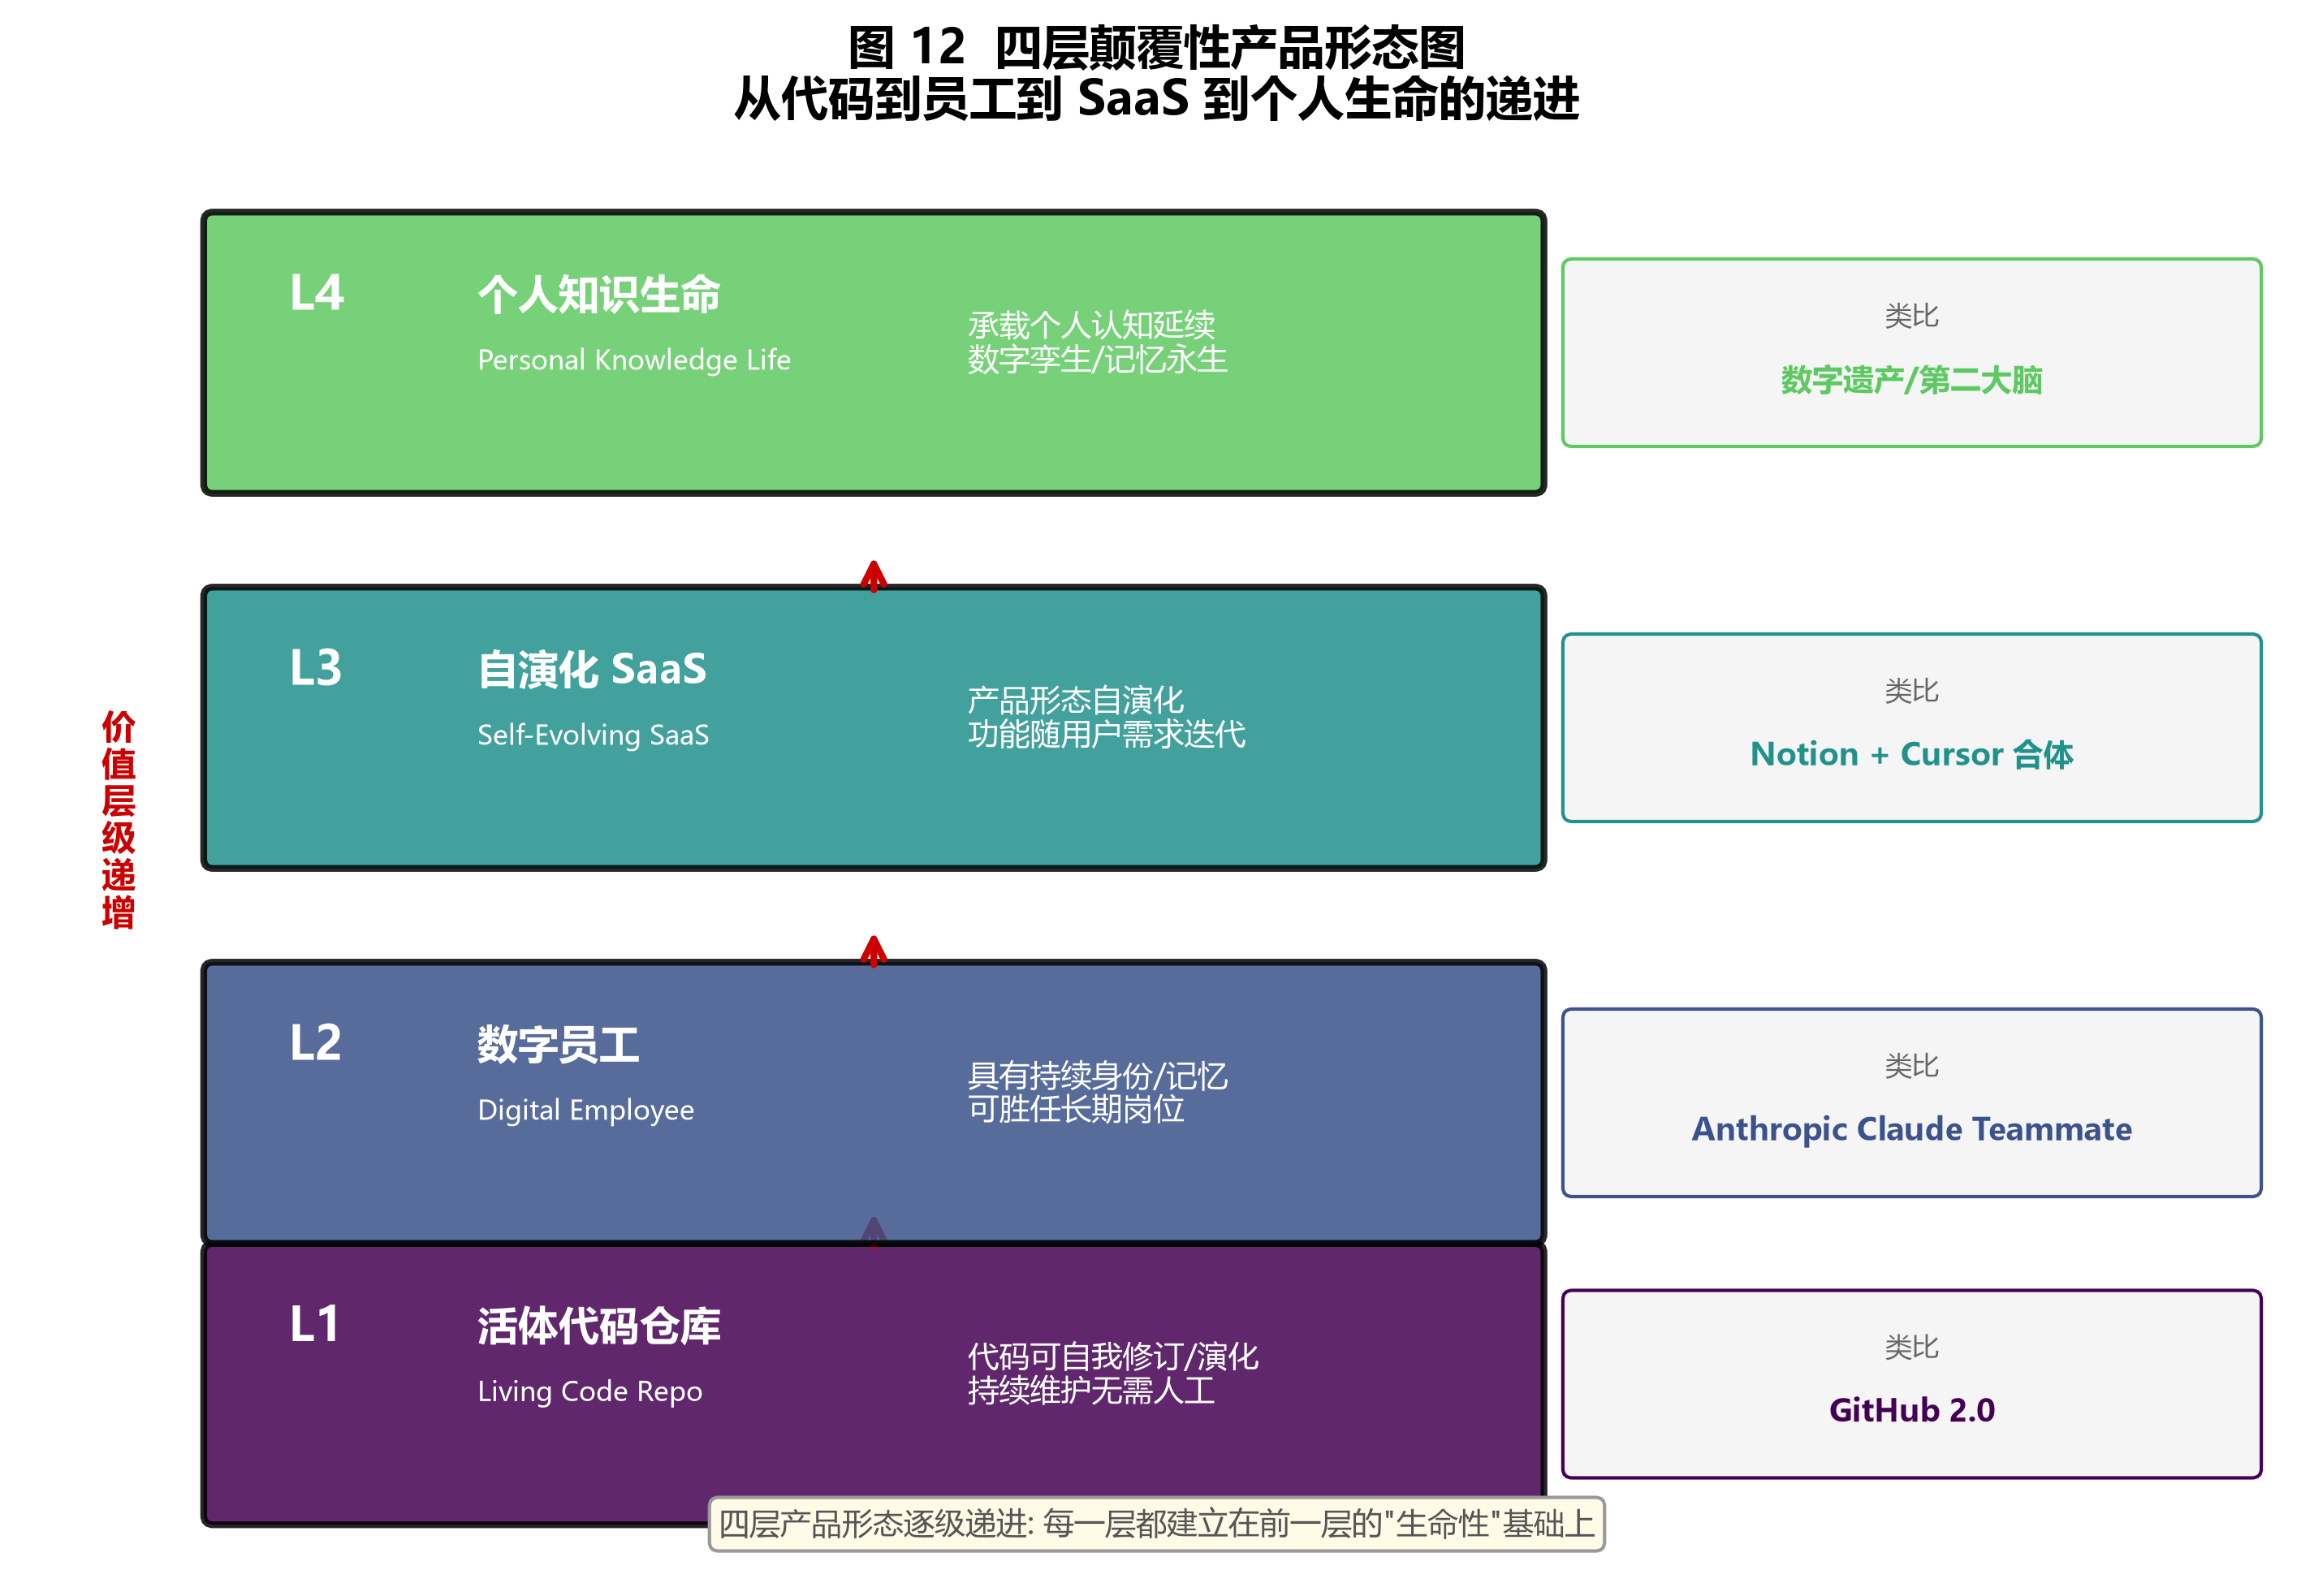 图 12 四层颠覆性产品形态图
从代码到员工到 SaaS 到个人生命的递进
L4
个人知识生命
Personal Knowledge Life
承载个人认知延续
数字孪生/记忆永生
类比
数字遗产/第二大脑
L3
自演化 SaaS
Self-Evolving SaaS
产品形态自演化
功能随用户需求迭代
类比
Notion + Cursor 合体
价值层级递增
L2
数字员工
Digital Employee
具有持续身份/记忆
可胜任长期岗位
类比
Anthropic Claude Teammate
L1
活体代码仓库
Living Code Repo
代码可自我修订/演化
持续维护无需人工
类比
GitHub 2.0
四层产品形态逐级递进: 每一层都建立在前一层的"生命性"基础上